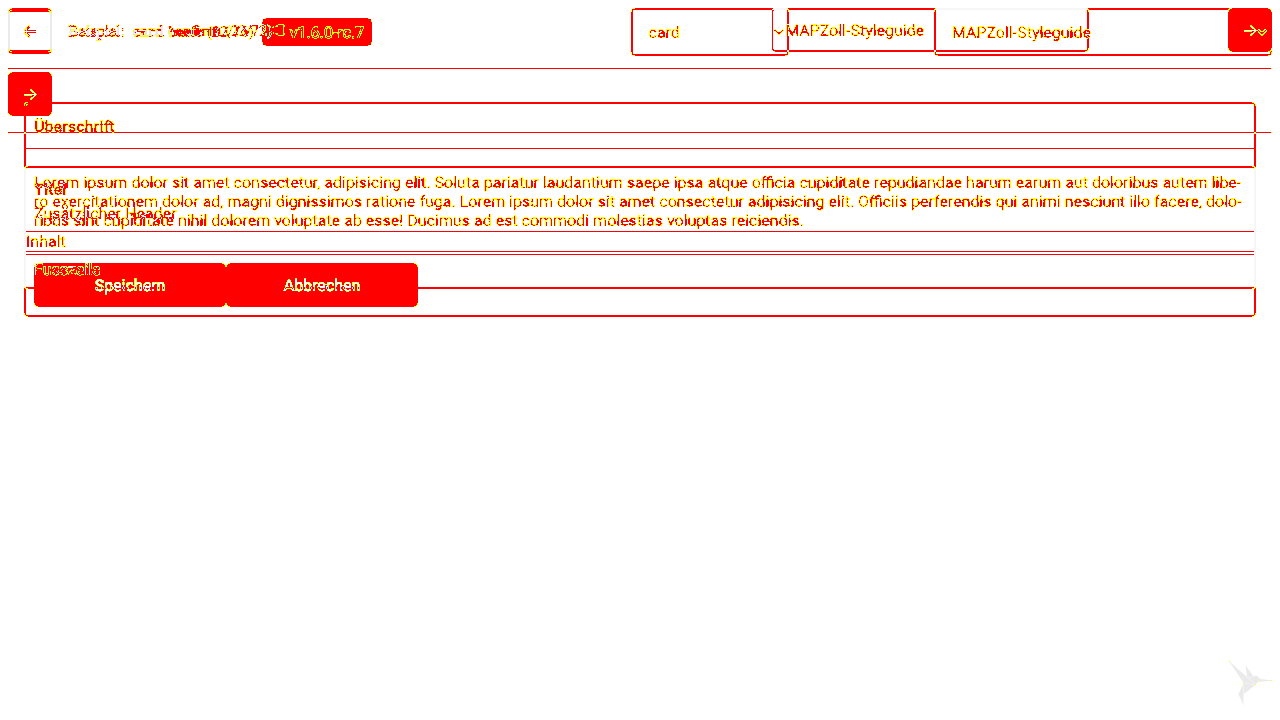 Beispiel: card v1.6.0-rc.7 card MAPZoll-Styleguide MAPZoll-Styleguide
Überschrift
Lorem ipsum dolor sit amet consectetur, adipisicing elit. Soluta pariatur laudantium saepe ipsa atque officia cupiditate repudiandae harum earum aut doloribus autem libe-
Titel
ro exercitationem dolor ad, magni dignissimos ratione fuga. Lorem ipsum dolor sit amet consectetur adipisicing elit. Officiis perferendis qui animi nesciunt illo facere, dolo-
Zusätzlicher Header
ribus sint cupiditate nihil dolorem voluptate ab esse! Ducimus ad est commodi molestias voluptas reiciendis.
Inhalt
Fusszeile
Speichern Abbrechen